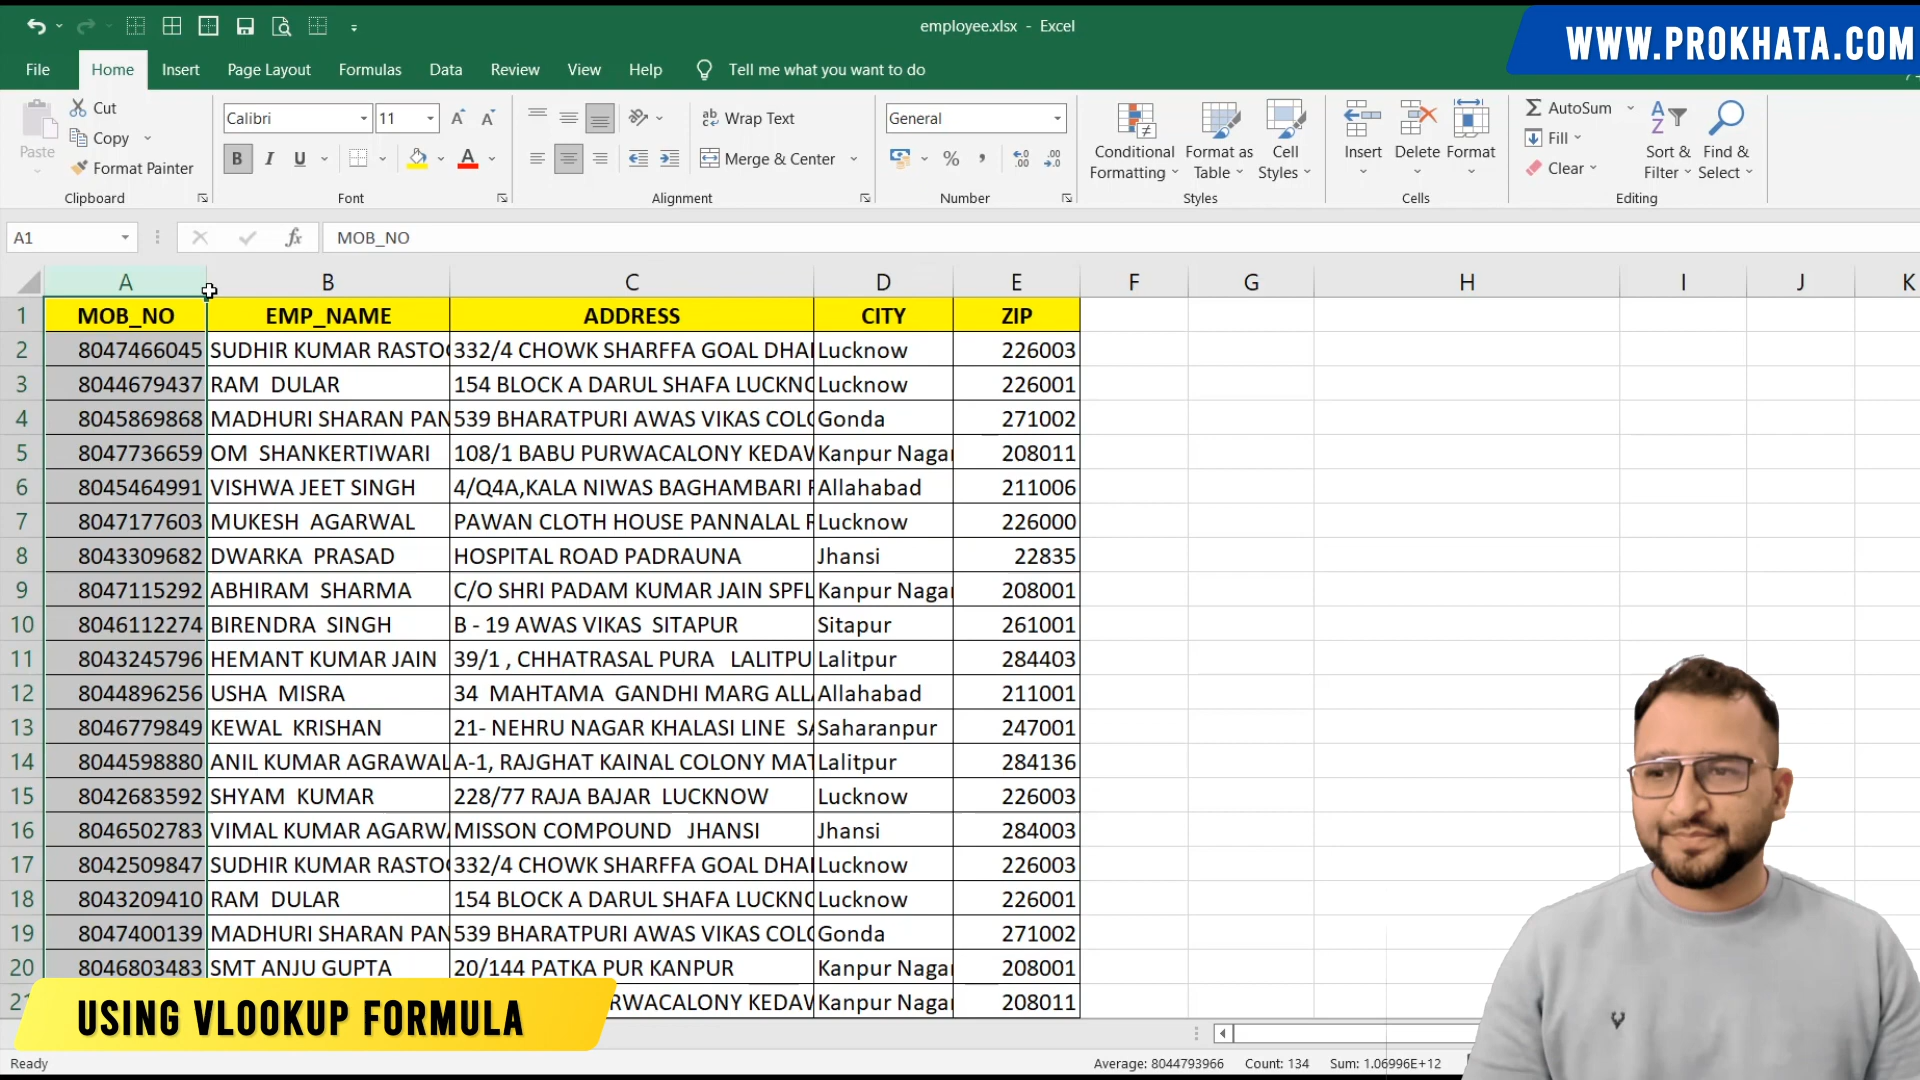 employee.xlsx - Excel
WWW.PROKHATA.COM
File Home Insert Page Layout Formulas Data Review View Help Tell me what you want to do
Paste
Cut
Copy
Format Painter
Clipboard
Calibri 11
B I U A
Font
Wrap Text
Merge & Center
Alignment
General
%
Number
Conditional Formatting
Format as Table
Cell Styles
Styles
Insert Delete Format
Cells
AutoSum
Fill
Clear
Sort & Filter
Find & Select
Editing
A1 fx MOB_NO
A B C D E F G H I J K
1 MOB_NO EMP_NAME ADDRESS CITY ZIP
2 8047466045 SUDHIR KUMAR RASTOG 332/4 CHOWK SHARFFA GOAL DHA Lucknow 226003
3 8044679437 RAM DULAR 154 BLOCK A DARUL SHAFA LUCKNO Lucknow 226001
4 8045869868 MADHURI SHARAN PAN 539 BHARATPURI AWAS VIKAS COLO Gonda 271002
5 8047736659 OM SHANKERTIWARI 108/1 BABU PURWACALONY KEDAW Kanpur Nagar 208011
6 8045464991 VISHWA JEET SINGH 4/Q4A,KALA NIWAS BAGHAMBARI Allahabad 211006
7 8047177603 MUKESH AGARWAL PAWAN CLOTH HOUSE PANNALAL Lucknow 226000
8 8043309682 DWARKA PRASAD HOSPITAL ROAD PADRAUNA Jhansi 22835
9 8047115292 ABHIRAM SHARMA C/O SHRI PADAM KUMAR JAIN SPFL Kanpur Nagar 208001
10 8046112274 BIRENDRA SINGH B - 19 AWAS VIKAS SITAPUR Sitapur 261001
11 8043245796 HEMANT KUMAR JAIN 39/1 , CHHATRASAL PURA LALITPU Lalitpur 284403
12 8044896256 USHA MISRA 34 MAHTAMA GANDHI MARG ALLA Allahabad 211001
13 8046779849 KEWAL KRISHAN 21- NEHRU NAGAR KHALASI LINE SA Saharanpur 247001
14 8044598880 ANIL KUMAR AGRAWAL A-1, RAJGHAT KAINAL COLONY MAT Lalitpur 284136
15 8042683592 SHYAM KUMAR 228/77 RAJA BAJAR LUCKNOW Lucknow 226003
16 8046502783 VIMAL KUMAR AGARWA MISSON COMPOUND JHANSI Jhansi 284003
17 8042509847 SUDHIR KUMAR RASTOG 332/4 CHOWK SHARFFA GOAL DHA Lucknow 226003
18 8043209410 RAM DULAR 154 BLOCK A DARUL SHAFA LUCKNO Lucknow 226001
19 8047400139 MADHURI SHARAN PAN 539 BHARATPURI AWAS VIKAS COLO Gonda 271002
20 8046803483 SMT ANJU GUPTA 20/144 PATKA PUR KANPUR Kanpur Nagar 208001
21 RWACALONY KEDAW Kanpur Nagar 208011
USING VLOOKUP FORMULA
Ready Average: 8044793966 Count: 134 Sum: 1.06996E+12